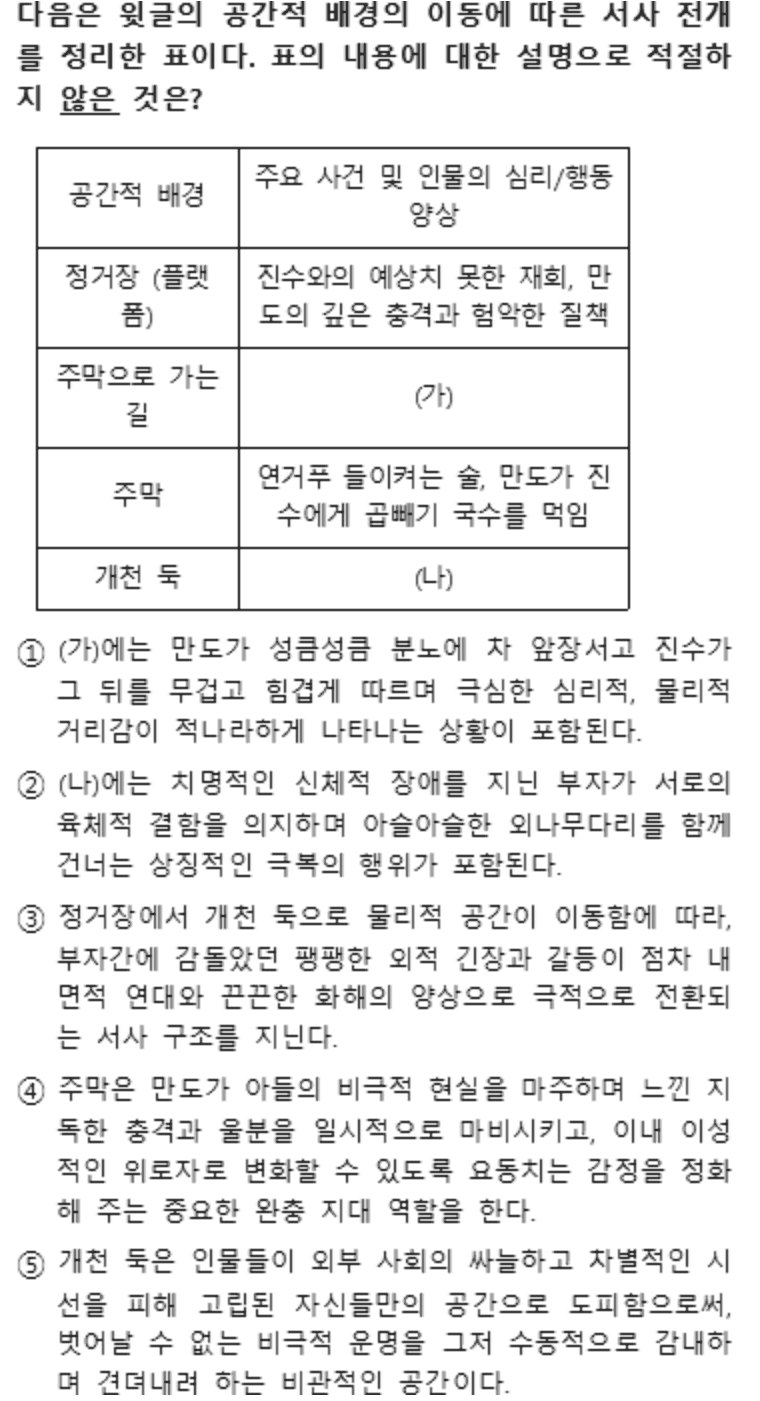 다음은 윗글의 공간적 배경의 이동에 따른 서사 전개
를 정리한 표이다. 표의 내용에 대한 설명으로 적절하
지 않은 것은?
공간적 배경
주요 사건 및 인물의 심리/행동
양상
정거장 (플랫
폼)
진수와의 예상치 못한 재회, 만
도의 깊은 충격과 험악한 질책
주막으로 가는
길
(가)
주막
연거푸 들이켜는 술, 만도가 진
수에게 곱빼기 국수를 먹임
개천 둑
(나)
① (가)에는 만도가 성큼성큼 분노에 차 앞장서고 진수가
그 뒤를 무겁고 힘겹게 따르며 극심한 심리적, 물리적
거리감이 적나라하게 나타나는 상황이 포함된다.
② (나)에는 치명적인 신체적 장애를 지닌 부자가 서로의
육체적 결함을 의지하며 아슬아슬한 외나무다리를 함께
건너는 상징적인 극복의 행위가 포함된다.
③ 정거장에서 개천 둑으로 물리적 공간이 이동함에 따라,
부자간에 감돌았던 팽팽한 외적 긴장과 갈등이 점차 내
면적 연대와 끈끈한 화해의 양상으로 극적으로 전환되
는 서사 구조를 지닌다.
④ 주막은 만도가 아들의 비극적 현실을 마주하며 느낀 지
독한 충격과 울분을 일시적으로 마비시키고, 이내 이성
적인 위로자로 변화할 수 있도록 요동치는 감정을 정화
해 주는 중요한 완충 지대 역할을 한다.
⑤ 개천 둑은 인물들이 외부 사회의 싸늘하고 차별적인 시
선을 피해 고립된 자신들만의 공간으로 도피함으로써,
벗어날 수 없는 비극적 운명을 그저 수동적으로 감내하
며 견뎌내려 하는 비관적인 공간이다.